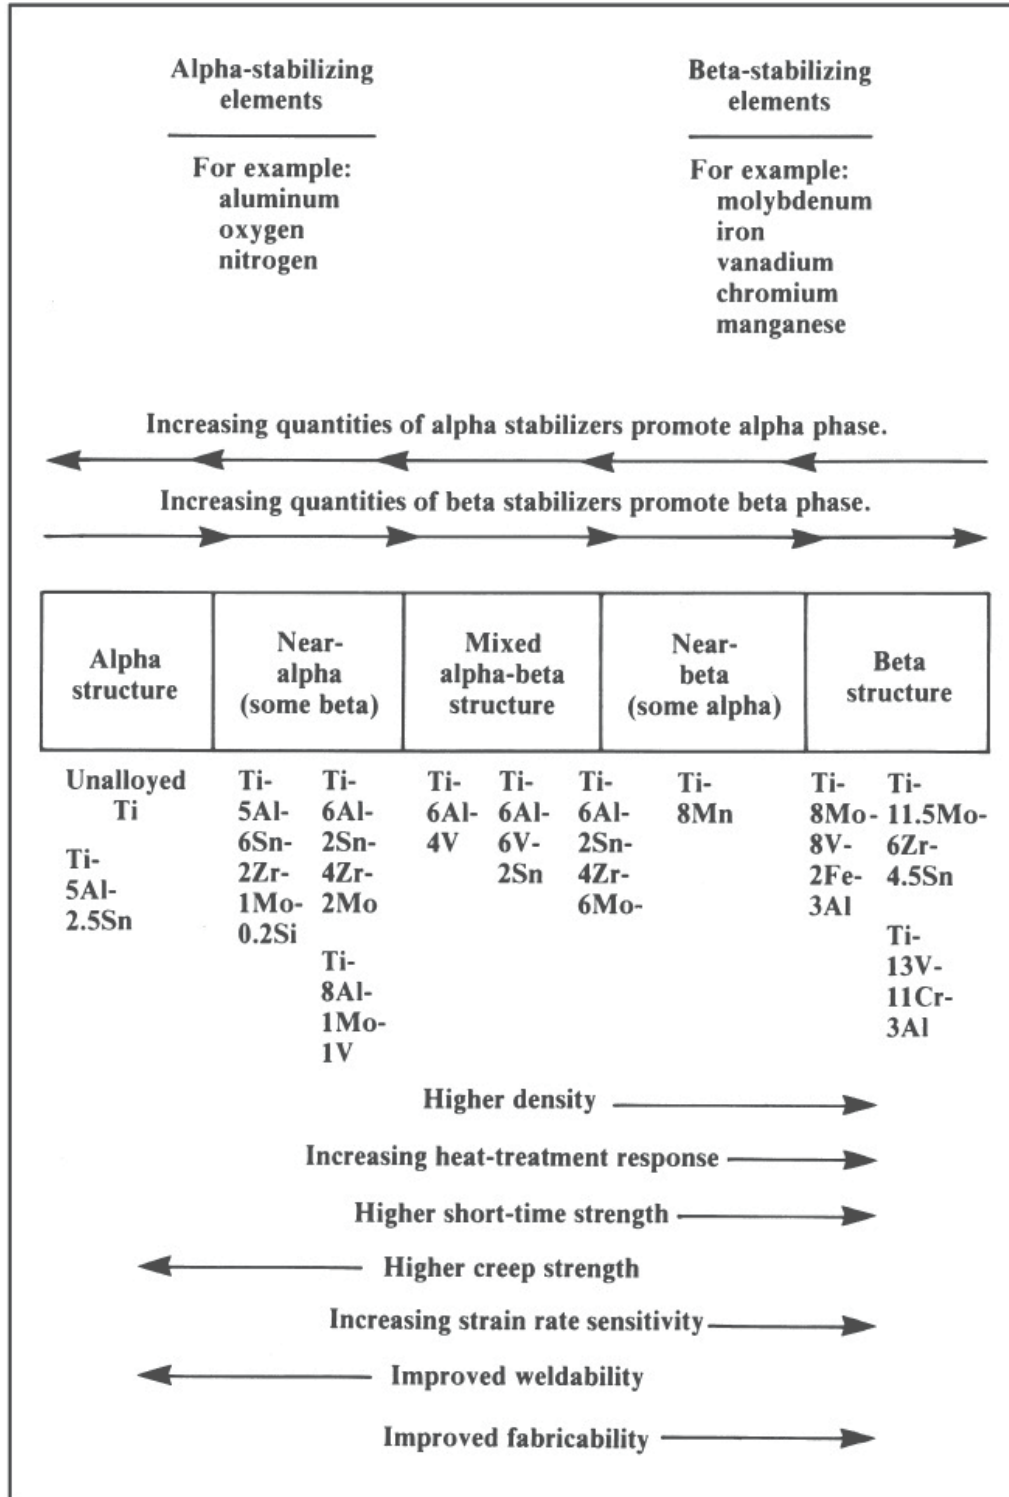 Alpha-stabilizing
elements
For example:
aluminum
oxygen
nitrogen
Beta-stabilizing
elements
For example:
molybdenum
iron
vanadium
chromium
manganese
Increasing quantities of alpha stabilizers promote alpha phase.
Increasing quantities of beta stabilizers promote beta phase.
Alpha
structure
Near-
alpha
(some beta)
Mixed
alpha-beta
structure
Near-
beta
(some alpha)
Beta
structure
Unalloyed
Ti
Ti-
5Al-
2.5Sn
Ti-
5Al-
6Sn-
2Zr-
1Mo-
0.2Si
Ti-
6Al-
2Sn-
4Zr-
2Mo
Ti-
8Al-
1Mo-
1V
Ti-
6Al-
4V
Ti-
6Al-
6V-
2Sn
Ti-
6Al-
2Sn-
4Zr-
6Mo-
Ti-
8Mn
Ti-
8Mo-
8V-
2Fe-
3Al
Ti-
11.5Mo-
6Zr-
4.5Sn
Ti-
13V-
11Cr-
3Al
Higher density
Increasing heat-treatment response
Higher short-time strength
Higher creep strength
Increasing strain rate sensitivity
Improved weldability
Improved fabricability